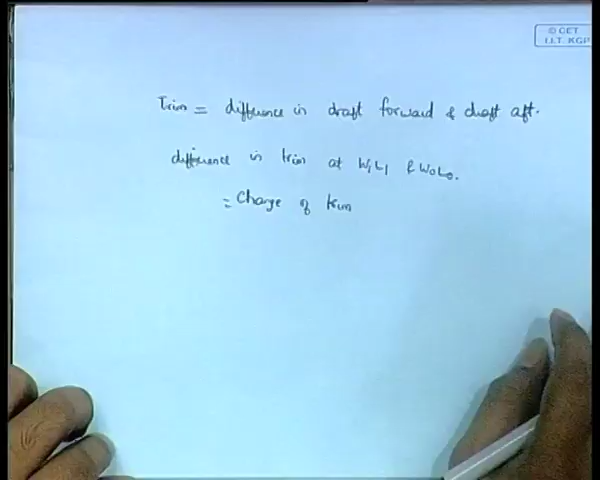 © CET
I.I.T. KGP
Trim = difference in draft forward & draft aft.
difference in trim at W₁L₁ & W₀L₀.
= Change of trim